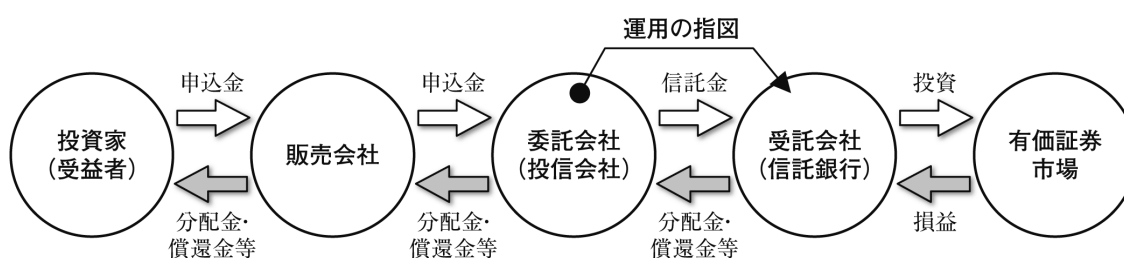 運用の指図
申込金
申込金
信託金
投資
投資家
（受益者）
販売会社
委託会社
（投信会社）
受託会社
（信託銀行）
有価証券
市場
分配金・
償還金等
分配金・
償還金等
分配金・
償還金等
損益